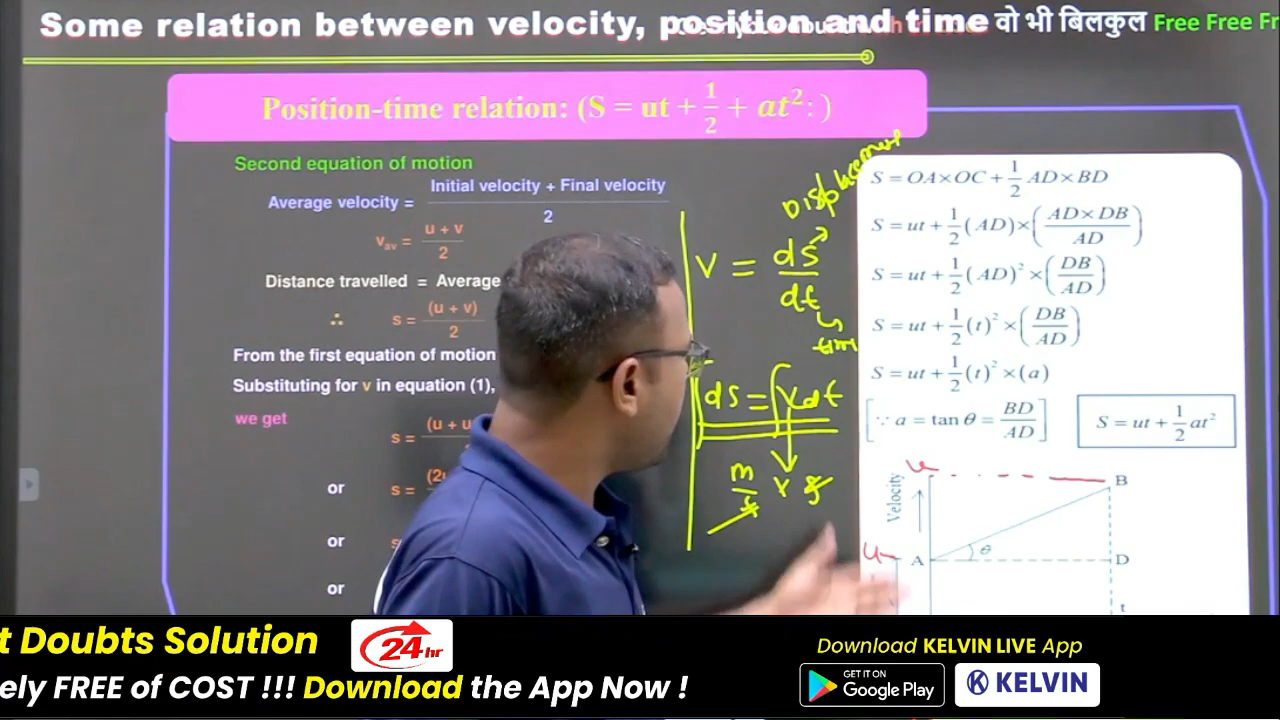 Some relation between velocity, position and time वो भी बिलकुल Free Free Fr
Position-time relation: (S = ut + 1/2 + at²: )
Second equation of motion
Average velocity = Initial velocity + Final velocity / 2
v_av = u + v / 2
Distance travelled = Average
∴ s = (u + v) / 2
From the first equation of motion
Substituting for v in equation (1),
we get
s = (u + u
or s = (2u
or s
or
Displacement
v = ds / dt
time
ds = ∫ v dt
m / s × s
S = OA×OC + 1/2 AD×BD
S = ut + 1/2 (AD) × (AD × DB / AD)
S = ut + 1/2 (AD)² × (DB / AD)
S = ut + 1/2 (t)² × (DB / AD)
S = ut + 1/2 (t)² × (a)
[∵ a = tan θ = BD / AD]
S = ut + 1/2 at²
Velocity
B
u
A
θ
D
t
t Doubts Solution
24hr
ely FREE of COST !!! Download the App Now !
Download KELVIN LIVE App
GET IT ON
Google Play
KELVIN